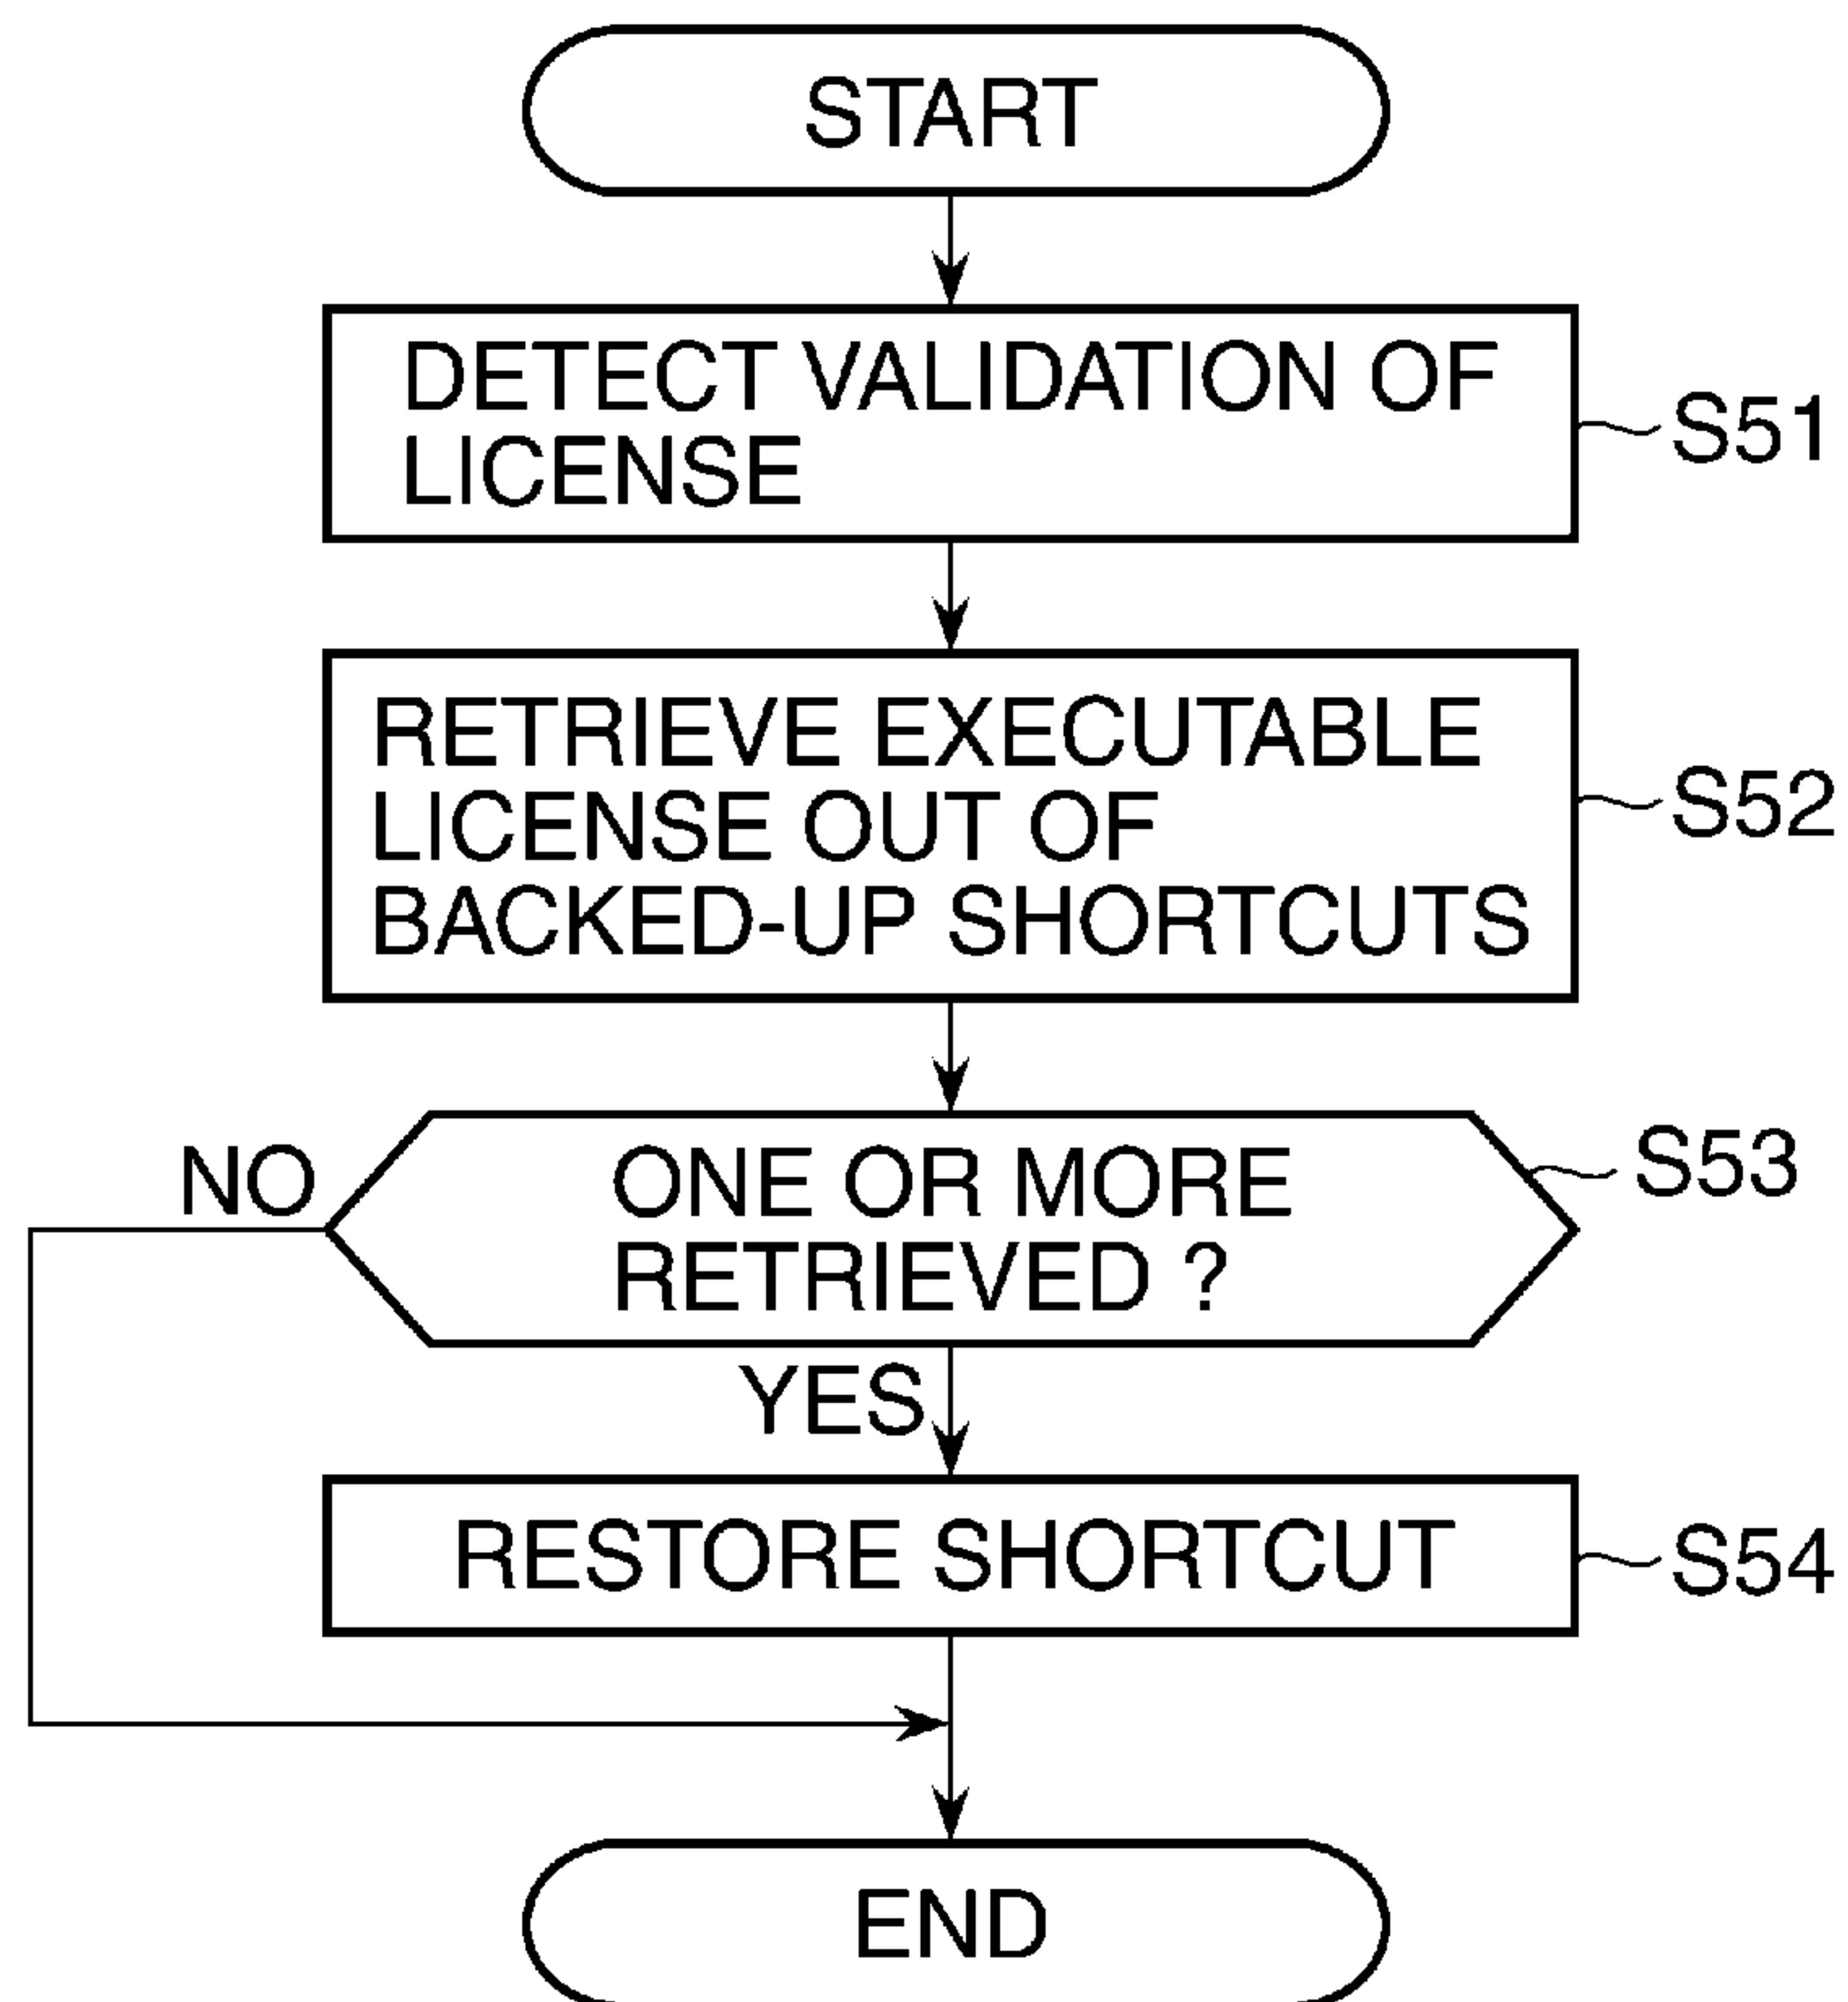 START
DETECT VALIDATION OF
LICENSE
S51
RETRIEVE EXECUTABLE
LICENSE OUT OF
BACKED-UP SHORTCUTS
S52
NO
ONE OR MORE
RETRIEVED ?
S53
YES
RESTORE SHORTCUT
S54
END